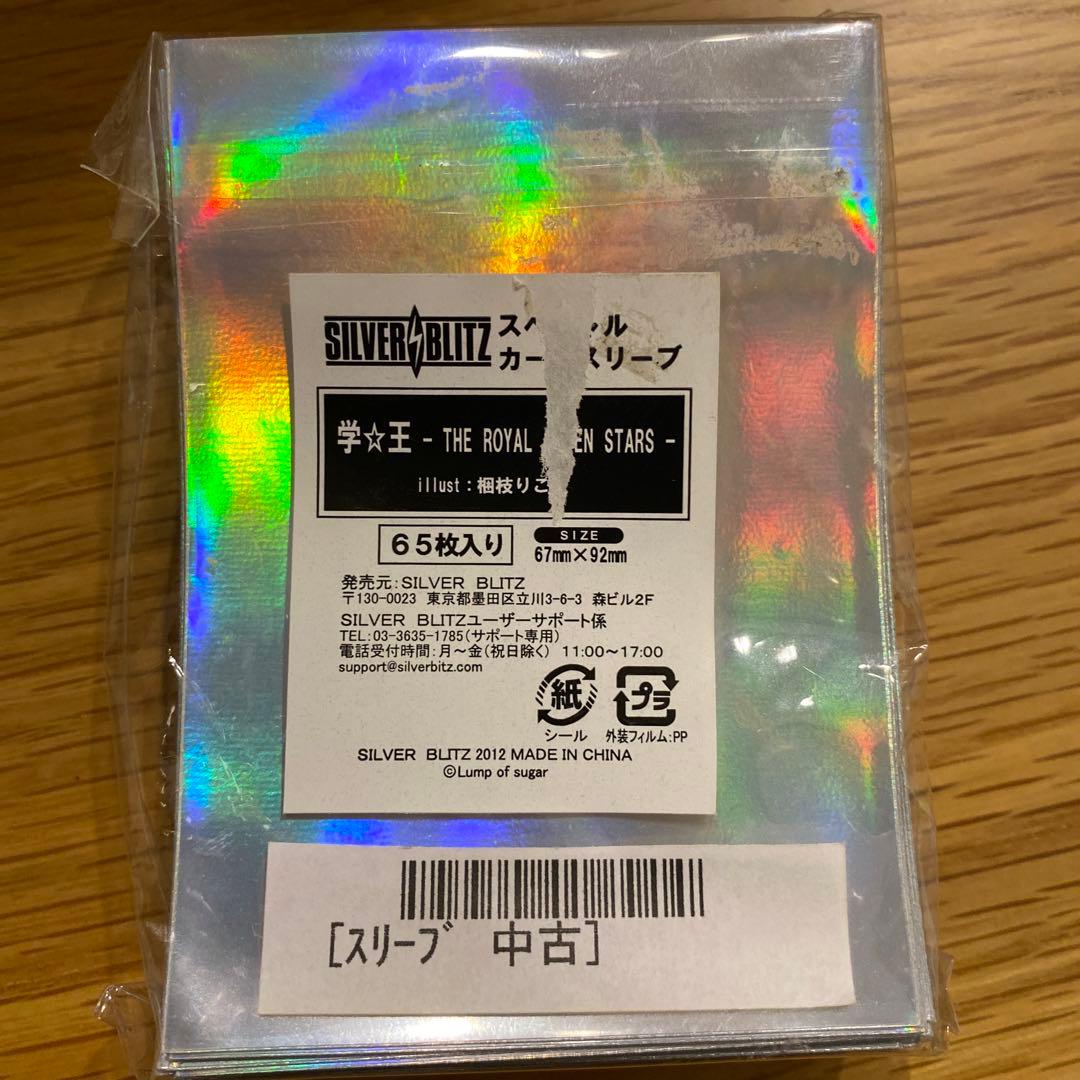 SILVER BLITZ
スペ ル
カー スリーブ
学☆王 - THE ROYAL EN STARS -
illust：梱枝りこ
65枚入り
SIZE
67mm×92mm
発売元：SILVER BLITZ
〒130-0023 東京都墨田区立川3-6-3 森ビル2F
SILVER BLITZユーザーサポート係
TEL:03-3635-1785(サポート専用)
電話受付時間：月～金(祝日除く) 11:00～17:00
support@silverbitz.com
紙
プラ
シール
外装フィルム：PP
SILVER BLITZ 2012 MADE IN CHINA
©Lump of sugar
[スリーブ 中古]